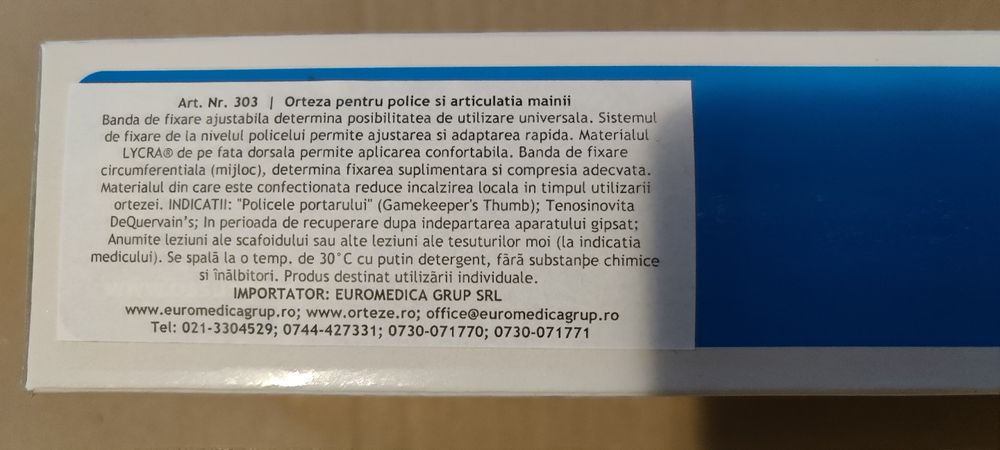 Art. Nr. 303 | Orteza pentru police si articulatia mainii
Banda de fixare ajustabila determina posibilitatea de utilizare universala. Sistemul
de fixare de la nivelul policelui permite ajustarea si adaptarea rapida. Materialul
LYCRA® de pe fata dorsala permite aplicarea confortabila. Banda de fixare
circumferentiala (mijloc), determina fixarea suplimentara si compresia adecvata.
Materialul din care este confectionata reduce incalzirea locala in timpul utilizarii
ortezei. INDICATII: "Policele portarului" (Gamekeeper's Thumb); Tenosinovita
DeQuervain's; In perioada de recuperare dupa indepartarea aparatului gipsat;
Anumite leziuni ale scafoidului sau alte leziuni ale tesuturilor moi (la indicatia
medicului). Se spală la o temp. de 30°C cu putin detergent, fără substanþe chimice
si înãlbitori. Produs destinat utilizării individuale.
IMPORTATOR: EUROMEDICA GRUP SRL
www.euromedicagrup.ro; www.orteze.ro; office@euromedicagrup.ro
Tel: 021-3304529; 0744-427331; 0730-071770; 0730-071771